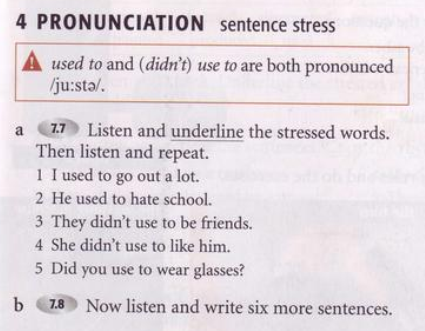 4 PRONUNCIATION sentence stress
used to and (didn't) use to are both pronounced
/juːstə/.
a 7.7 Listen and underline the stressed words.
Then listen and repeat.
1 I used to go out a lot.
2 He used to hate school.
3 They didn't use to be friends.
4 She didn't use to like him.
5 Did you use to wear glasses?
b 7.8 Now listen and write six more sentences.